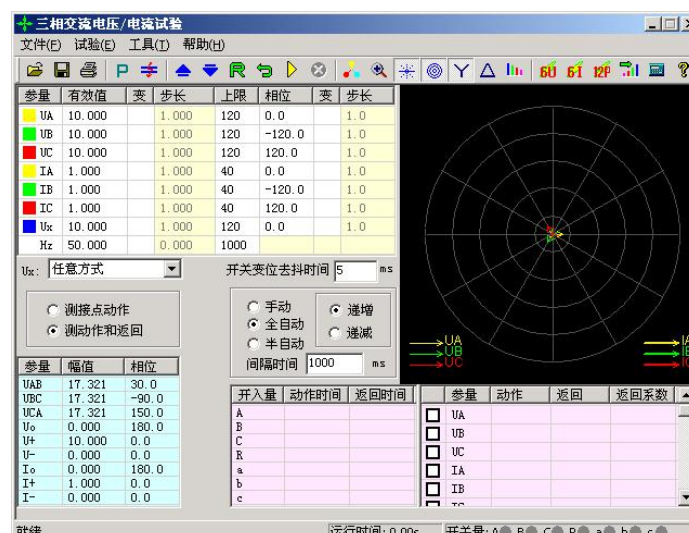 三相交流电压/电流试验
文件(F) 试验(E) 工具(T) 帮助(H)
P R 6U 6I 12P
参量 有效值 变 步长 上限 相位 变 步长
UA 10.000 1.000 120 0.0 1.0
UB 10.000 1.000 120 -120.0 1.0
UC 10.000 1.000 120 120.0 1.0
IA 1.000 1.000 40 0.0 1.0
IB 1.000 1.000 40 -120.0 1.0
IC 1.000 1.000 40 120.0 1.0
Ux 10.000 1.000 120 0.0 1.0
Hz 50.000 0.000 1000
Ux: 任意方式 开关变位去抖时间 5 ms
测接点动作
测动作和返回
手动
全自动
半自动
递增
递减
间隔时间 1000 ms
UA
UB
UC
参量 幅值 相位
UAB 17.321 30.0
UBC 17.321 -90.0
UCA 17.321 150.0
Uo 0.000 180.0
U+ 10.000 0.0
U- 0.000 0.0
Io 0.000 180.0
I+ 1.000 0.0
I- 0.000 0.0
开入量 动作时间 返回时间
A
B
C
R
a
b
c
参量 动作 返回 返回系数
UA
UB
UC
IA
IB
就绪 运行时间: 0.00s 开关量: A B C R a b c